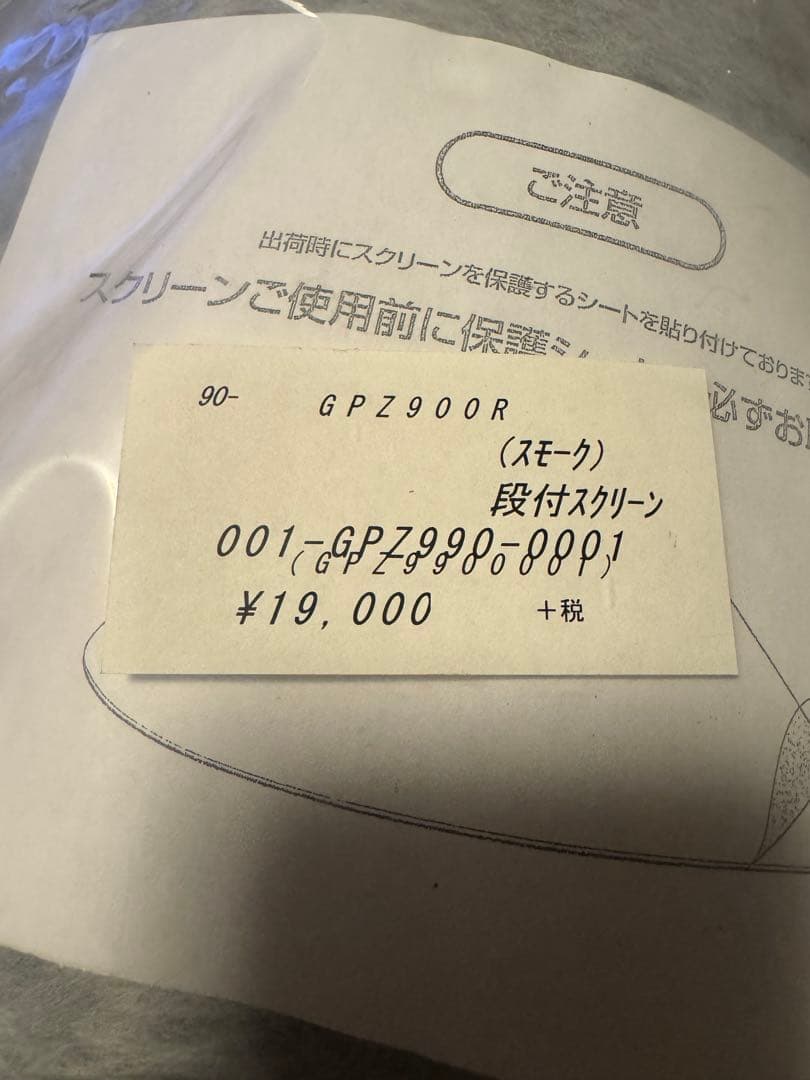 ご注意
出荷時にスクリーンを保護するシートを貼り付けております
スクリーンご使用前に保護シ 必ずお
90- GPZ900R
(スモーク)
段付スクリーン
001-GPZ990-0001
(GPZ9900001)
¥19,000 +税